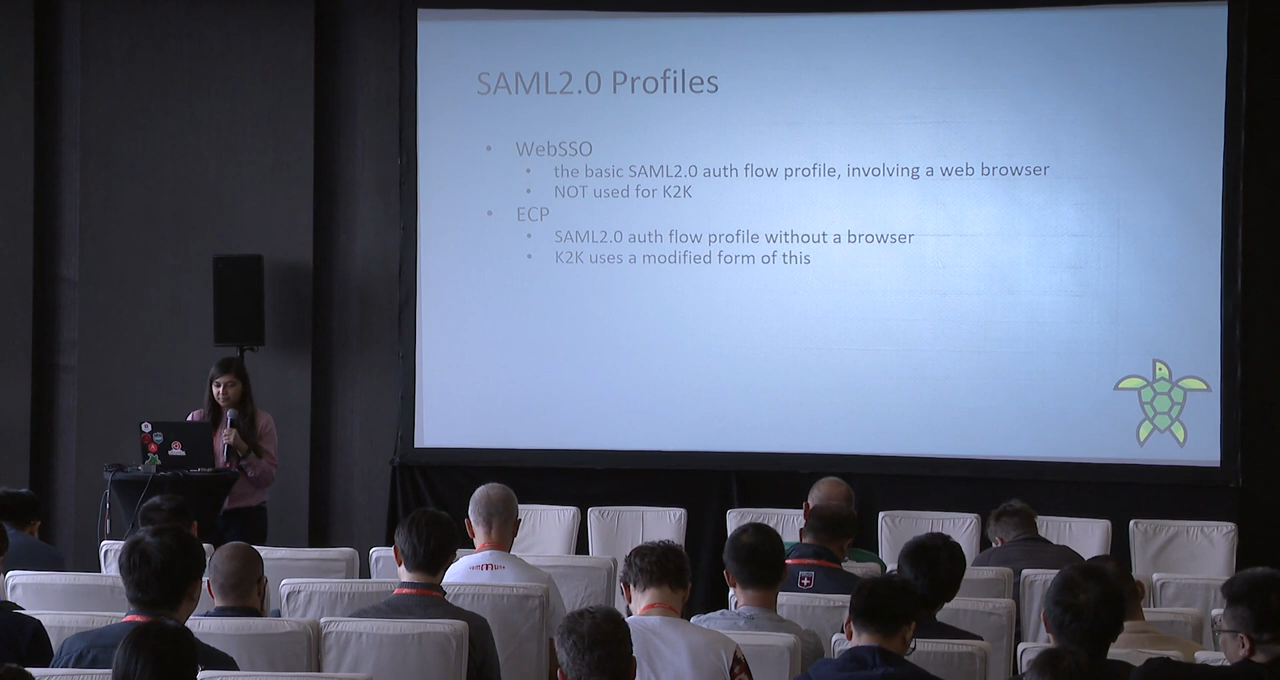 SAML2.0 Profiles
• WebSSO
• the basic SAML2.0 auth flow profile, involving a web browser
• NOT used for K2K
• ECP
• SAML2.0 auth flow profile without a browser
• K2K uses a modified form of this